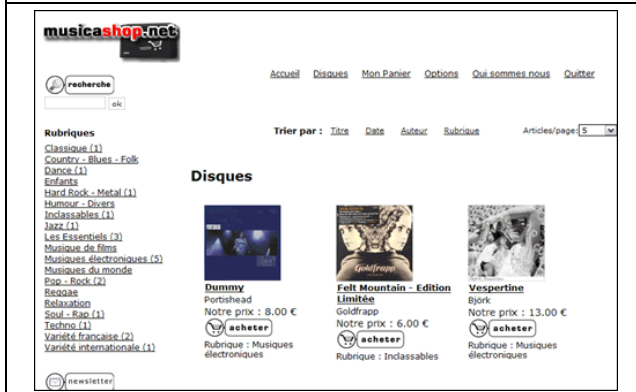 musicashop.net
recherche
ok
Accueil Disques Mon Panier Options Qui sommes nous Quitter
Trier par : Titre Date Auteur Rubrique Articles/page: 5
Rubriques
Classique (1)
Country - Blues - Folk
Dance (1)
Enfants
Hard Rock - Metal (1)
Humour - Divers
Indassables (1)
Jazz (1)
Les Essentiels (3)
Musique de films
Musiques électroniques (5)
Musiques du monde
Pop - Rock (2)
Reggae
Relaxation
Soul - Rap (1)
Techno (1)
Variété française (2)
Variété internationale (1)
newsletter
Disques
Dummy
Portishead
Notre prix : 8.00 €
acheter
Rubrique : Musiques
électroniques
Goldfrapp
Felt Mountain - Edition
Limitée
Goldfrapp
Notre prix : 6.00 €
acheter
Rubrique : Inclassables
Vespertine
Björk
Notre prix : 13.00 €
acheter
Rubrique : Musiques
électroniques